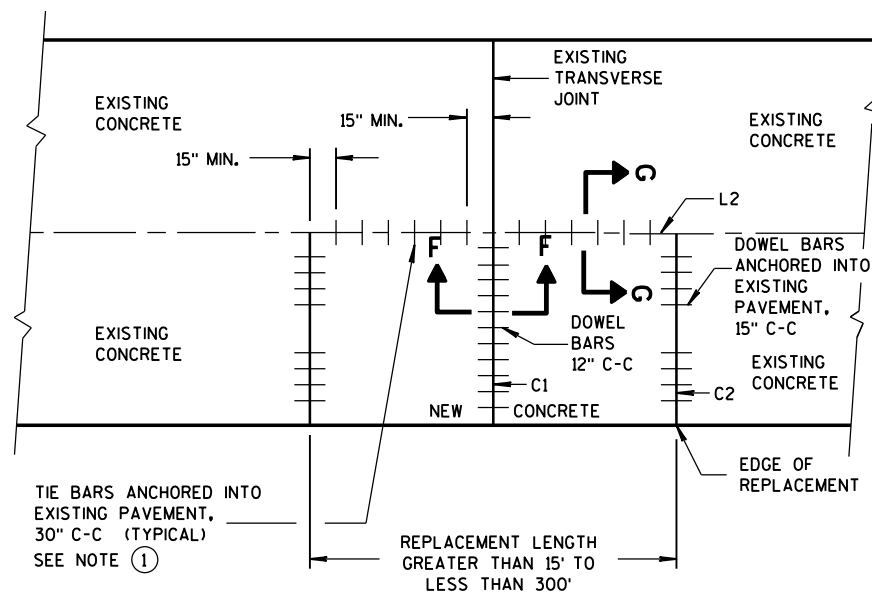 EXISTING
TRANSVERSE
JOINT
EXISTING
CONCRETE
15" MIN.
EXISTING
CONCRETE
15" MIN.
G
L2
F
F
DOWEL BARS
ANCHORED INTO
EXISTING
PAVEMENT,
15" C-C
G
EXISTING
CONCRETE
DOWEL
BARS
12" C-C
EXISTING
CONCRETE
C1
C2
NEW CONCRETE
EDGE OF
REPLACEMENT
TIE BARS ANCHORED INTO
EXISTING PAVEMENT,
30" C-C (TYPICAL)
SEE NOTE 1
REPLACEMENT LENGTH
GREATER THAN 15' TO
LESS THAN 300'